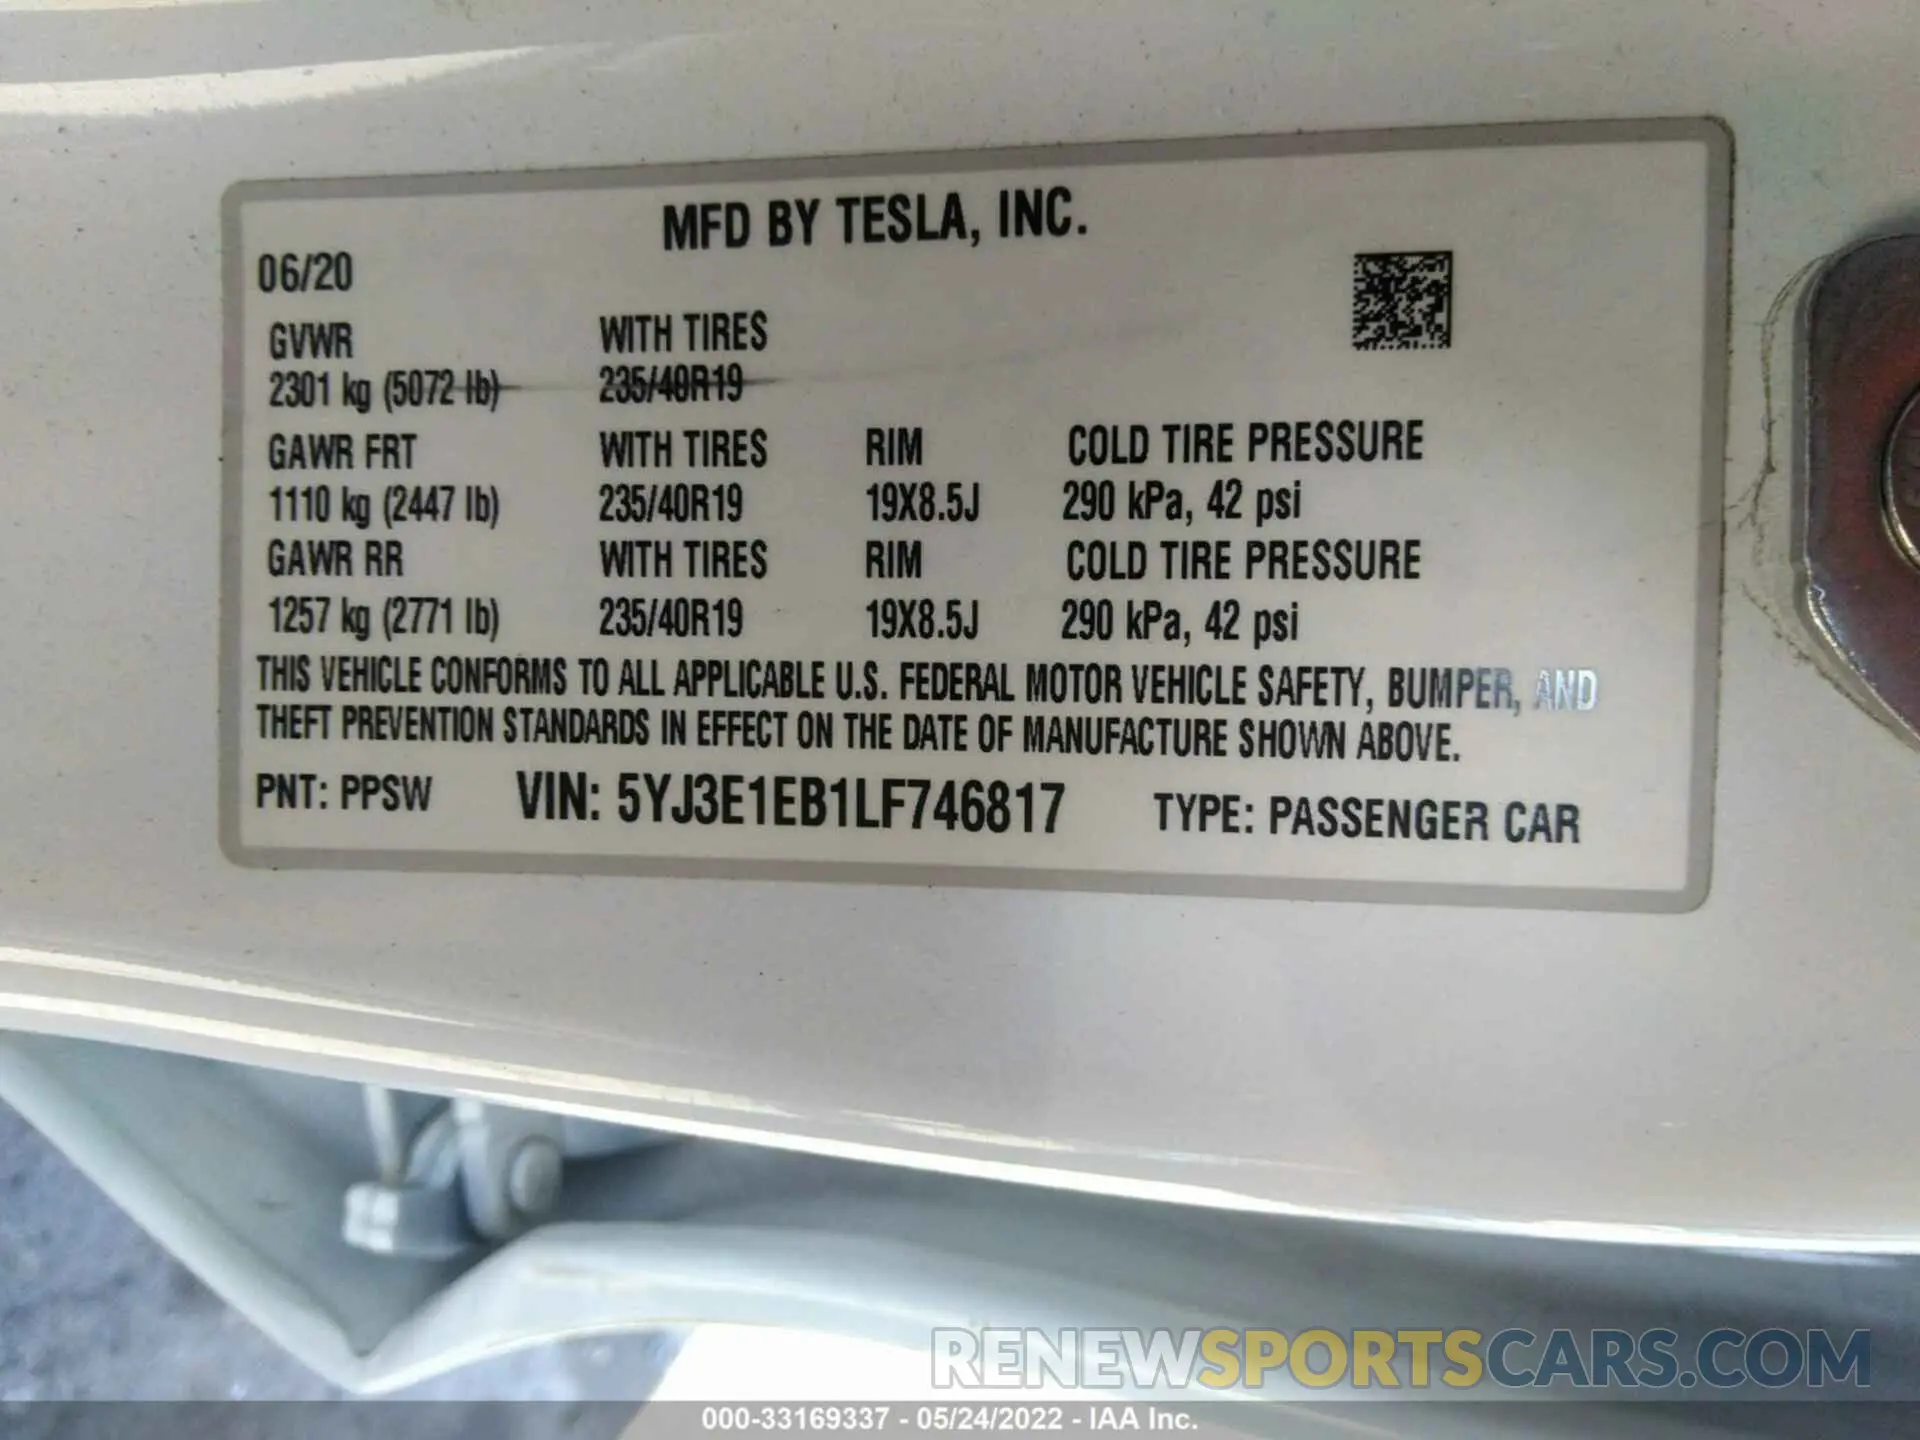 MFD BY TESLA, INC.
06/20
GVWR WITH TIRES
2301 kg (5072 lb) 235/40R19
GAWR FRT WITH TIRES RIM COLD TIRE PRESSURE
1110 kg (2447 lb) 235/40R19 19X8.5J 290 kPa, 42 psi
GAWR RR WITH TIRES RIM COLD TIRE PRESSURE
1257 kg (2771 lb) 235/40R19 19X8.5J 290 kPa, 42 psi
THIS VEHICLE CONFORMS TO ALL APPLICABLE U.S. FEDERAL MOTOR VEHICLE SAFETY, BUMPER, AND
THEFT PREVENTION STANDARDS IN EFFECT ON THE DATE OF MANUFACTURE SHOWN ABOVE.
PNT: PPSW VIN: 5YJ3E1EB1LF746817 TYPE: PASSENGER CAR
RENEWSPORTSCARS.COM
000-33169337 - 05/24/2022 - IAA Inc.